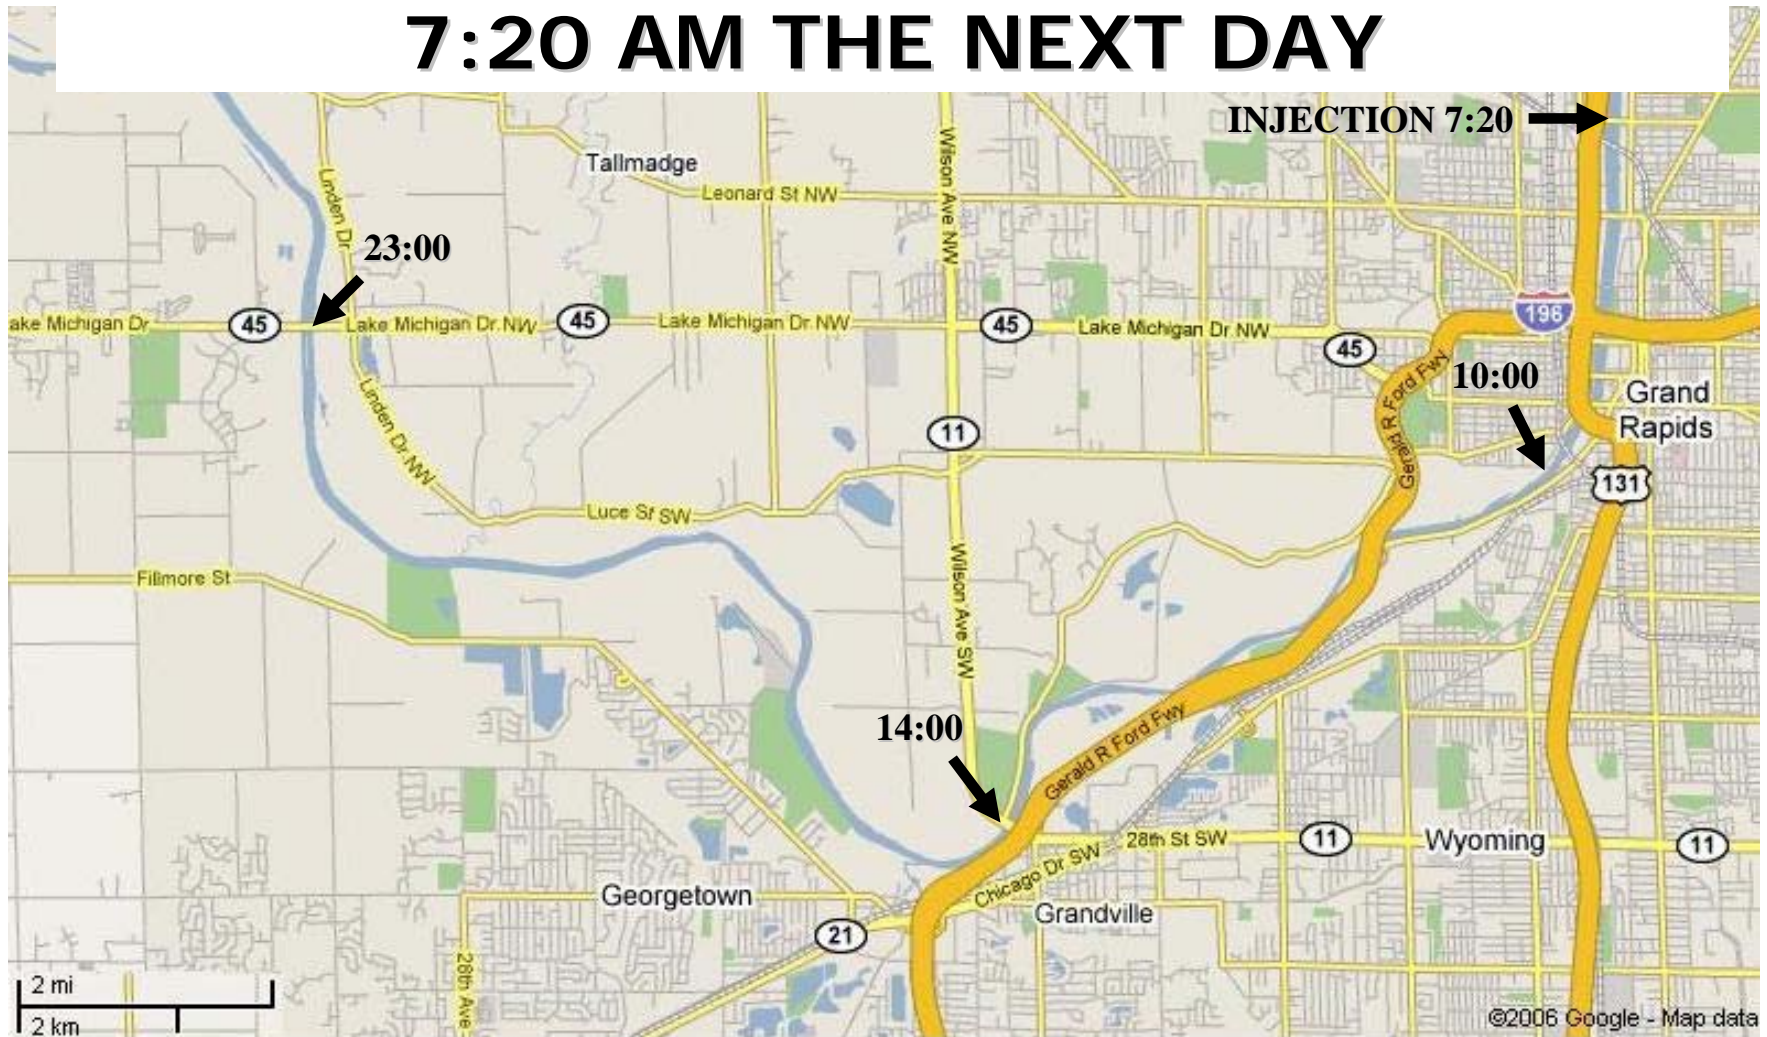 7:20 AM THE NEXT DAY
INJECTION 7:20
Tallmadge
Leonard St NW
Wilson Ave NW
Linden Dr
23:00
ake Michigan Dr
45
Lake Michigan Dr NW
45
Lake Michigan Dr NW
45
Lake Michigan Dr NW
45
196
Gerald R Ford Fwy
10:00
Grand
Rapids
Linden Dr NW
11
Gerald R Ford Fwy
131
Luce St SW
Fillmore St
Wilson Ave SW
14:00
Gerald R Ford Fwy
28th St SW
11
Wyoming
11
Chicago Dr SW
Georgetown
Grandville
21
28th Ave
2 mi
2 km
©2006 Google - Map data